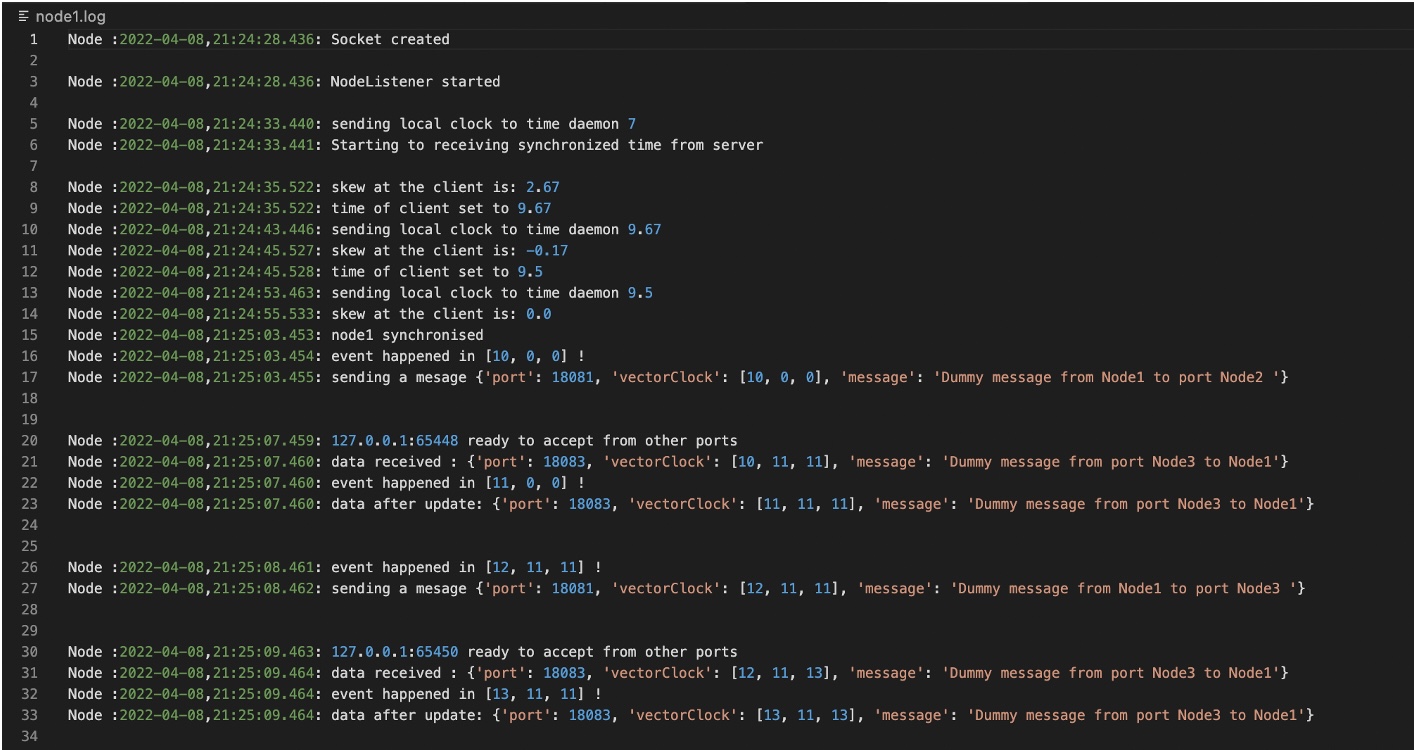 node1.log
1 Node :2022-04-08,21:24:28.436: Socket created
2
3 Node :2022-04-08,21:24:28.436: NodeListener started
4
5 Node :2022-04-08,21:24:33.440: sending local clock to time daemon 7
6 Node :2022-04-08,21:24:33.441: Starting to receiving synchronized time from server
7
8 Node :2022-04-08,21:24:35.522: skew at the client is: 2.67
9 Node :2022-04-08,21:24:35.522: time of client set to 9.67
10 Node :2022-04-08,21:24:43.446: sending local clock to time daemon 9.67
11 Node :2022-04-08,21:24:45.527: skew at the client is: -0.17
12 Node :2022-04-08,21:24:45.528: time of client set to 9.5
13 Node :2022-04-08,21:24:53.463: sending local clock to time daemon 9.5
14 Node :2022-04-08,21:24:55.533: skew at the client is: 0.0
15 Node :2022-04-08,21:25:03.453: node1 synchronised
16 Node :2022-04-08,21:25:03.454: event happened in [10, 0, 0] !
17 Node :2022-04-08,21:25:03.455: sending a mesage {'port': 18081, 'vectorClock': [10, 0, 0], 'message': 'Dummy message from Node1 to port Node2 '}
18
19
20 Node :2022-04-08,21:25:07.459: 127.0.0.1:65448 ready to accept from other ports
21 Node :2022-04-08,21:25:07.460: data received : {'port': 18083, 'vectorClock': [10, 11, 11], 'message': 'Dummy message from port Node3 to Node1'}
22 Node :2022-04-08,21:25:07.460: event happened in [11, 0, 0] !
23 Node :2022-04-08,21:25:07.460: data after update: {'port': 18083, 'vectorClock': [11, 11, 11], 'message': 'Dummy message from port Node3 to Node1'}
24
25
26 Node :2022-04-08,21:25:08.461: event happened in [12, 11, 11] !
27 Node :2022-04-08,21:25:08.462: sending a mesage {'port': 18081, 'vectorClock': [12, 11, 11], 'message': 'Dummy message from Node1 to port Node3 '}
28
29
30 Node :2022-04-08,21:25:09.463: 127.0.0.1:65450 ready to accept from other ports
31 Node :2022-04-08,21:25:09.464: data received : {'port': 18083, 'vectorClock': [12, 11, 13], 'message': 'Dummy message from port Node3 to Node1'}
32 Node :2022-04-08,21:25:09.464: event happened in [13, 11, 11] !
33 Node :2022-04-08,21:25:09.464: data after update: {'port': 18083, 'vectorClock': [13, 11, 13], 'message': 'Dummy message from port Node3 to Node1'}
34